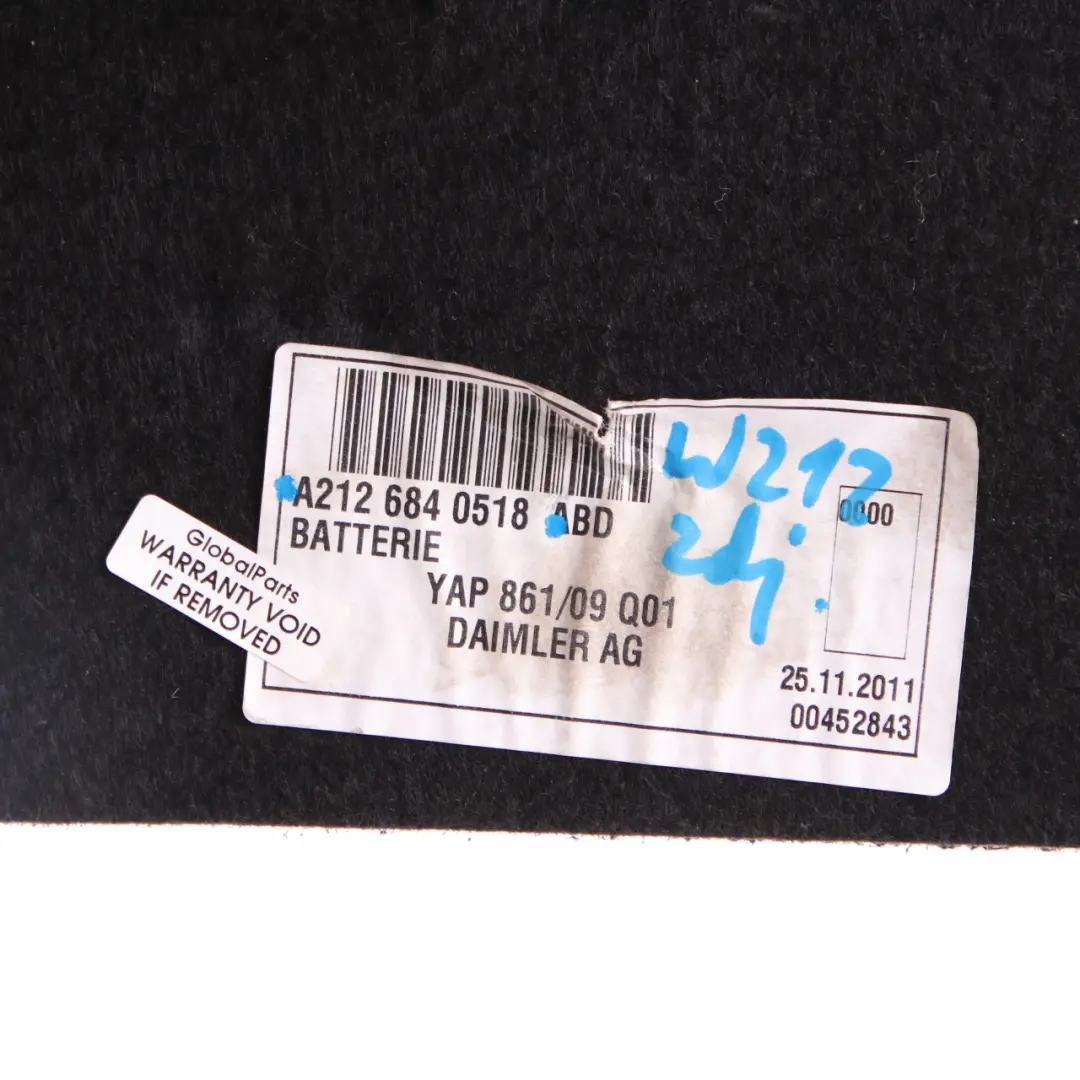 W212
A212 684 0518 ABD
0000
BATTERIE
YAP 861/09 Q01
DAIMLER AG
25.11.2011
00452843
GlobalParts
WARRANTY VOID
IF REMOVED